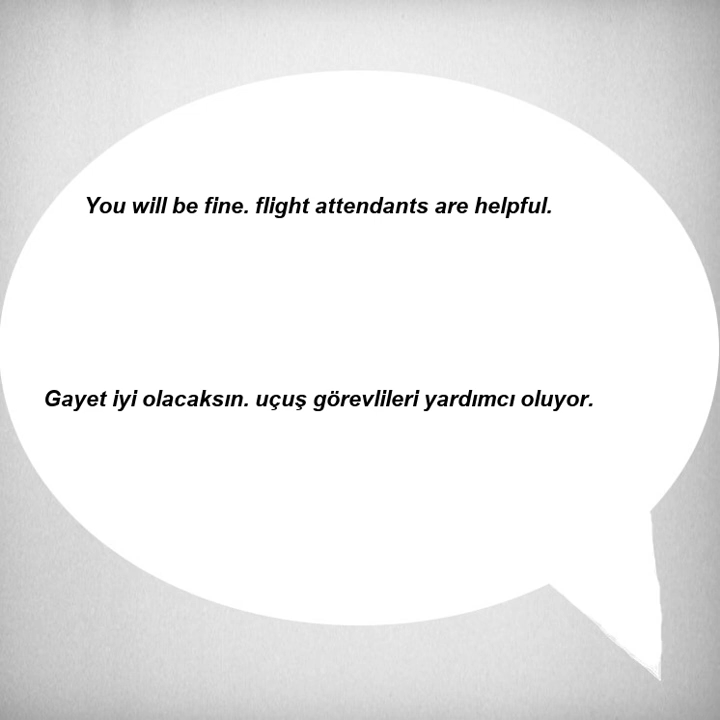 You will be fine. flight attendants are helpful.
Gayet iyi olacaksın. uçuş görevlileri yardımcı oluyor.